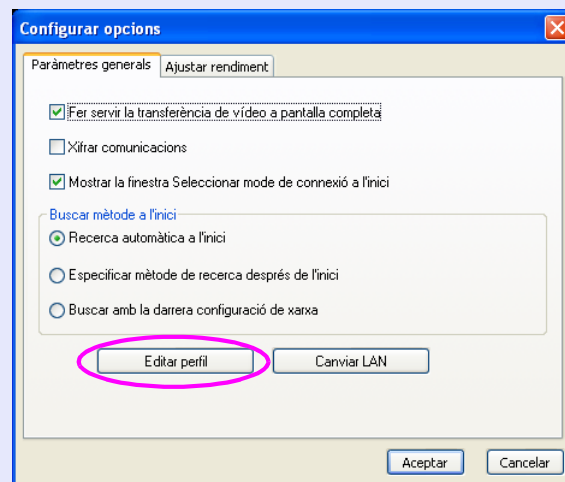 Configurar opcions
Paràmetres generals Ajustar rendiment
Fer servir la transferència de vídeo a pantalla completa
Xifrar comunicacions
Mostrar la finestra Seleccionar mode de connexió a l'inici
Buscar mètode a l'inici
Recerca automàtica a l'inici
Especificar mètode de recerca després de l'inici
Buscar amb la darrera configuració de xarxa
Editar perfil Canviar LAN
Aceptar Cancelar